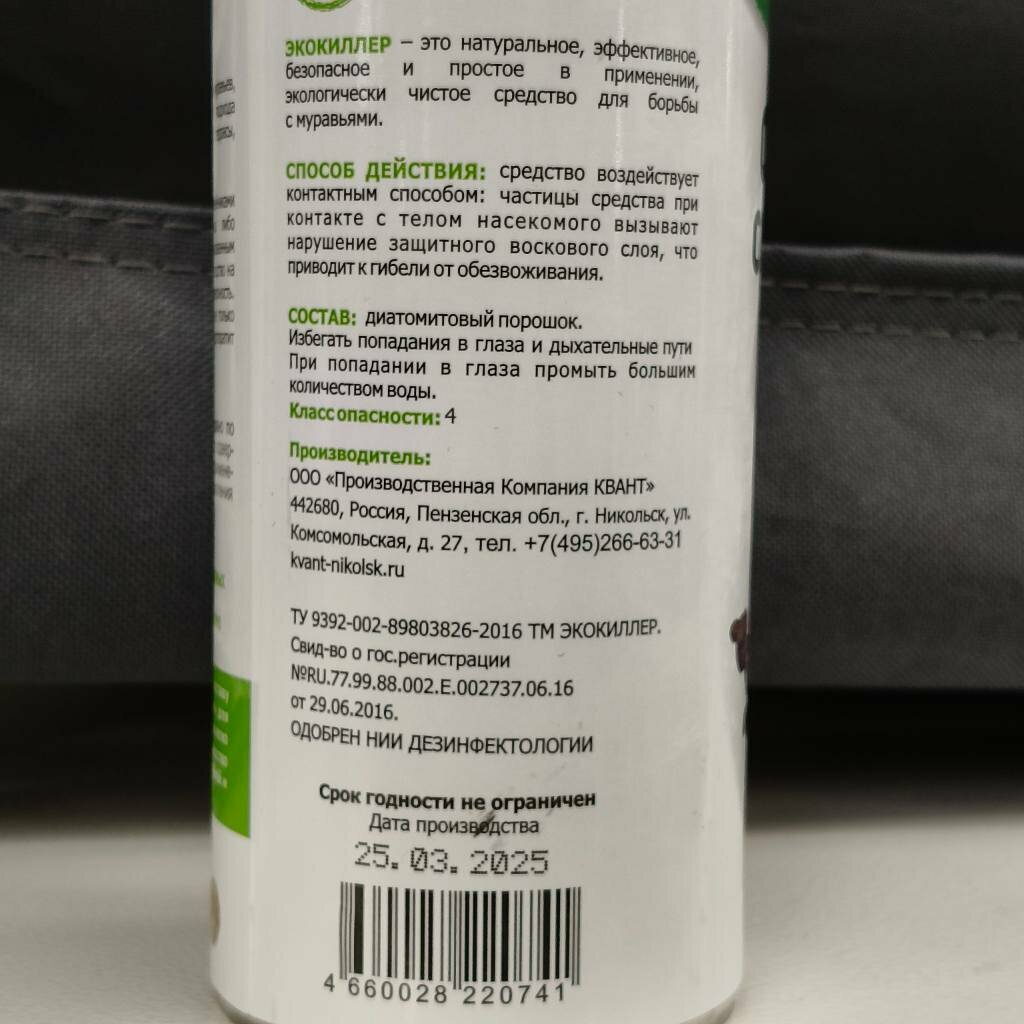 ЭКОКИЛЛЕР – это натуральное, эффективное,
безопасное и простое в применении,
экологически чистое средство для борьбы
с муравьями.
СПОСОБ ДЕЙСТВИЯ: средство воздействует
контактным способом: частицы средства при
контакте с телом насекомого вызывают
нарушение защитного воскового слоя, что
приводит к гибели от обезвоживания.
СОСТАВ: диатомитовый порошок.
Избегать попадания в глаза и дыхательные пути
При попадании в глаза промыть большим
количеством воды.
Класс опасности: 4
Производитель:
ООО «Производственная Компания КВАНТ»
442680, Россия, Пензенская обл., г. Никольск, ул.
Комсомольская, д. 27, тел. +7(495)266-63-31
kvant-nikolsk.ru
ТУ 9392-002-89803826-2016 ТМ ЭКОКИЛЛЕР.
Свид-во о гос.регистрации
№RU.77.99.88.002.E.002737.06.16
от 29.06.2016.
ОДОБРЕН НИИ ДЕЗИНФЕКТОЛОГИИ
Срок годности не ограничен
Дата производства
25.03.2025
4 660028 220741